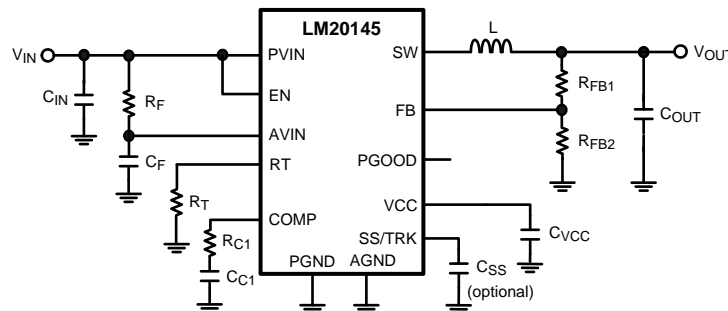 LM20145
VIN
PVIN
SW
L
VOUT
CIN
RF
EN
RFB1
FB
COUT
AVIN
CF
RFB2
RT
PGOOD
RT
VCC
COMP
RC1
SS/TRK
CVCC
CC1
PGND
AGND
CSS
(optional)